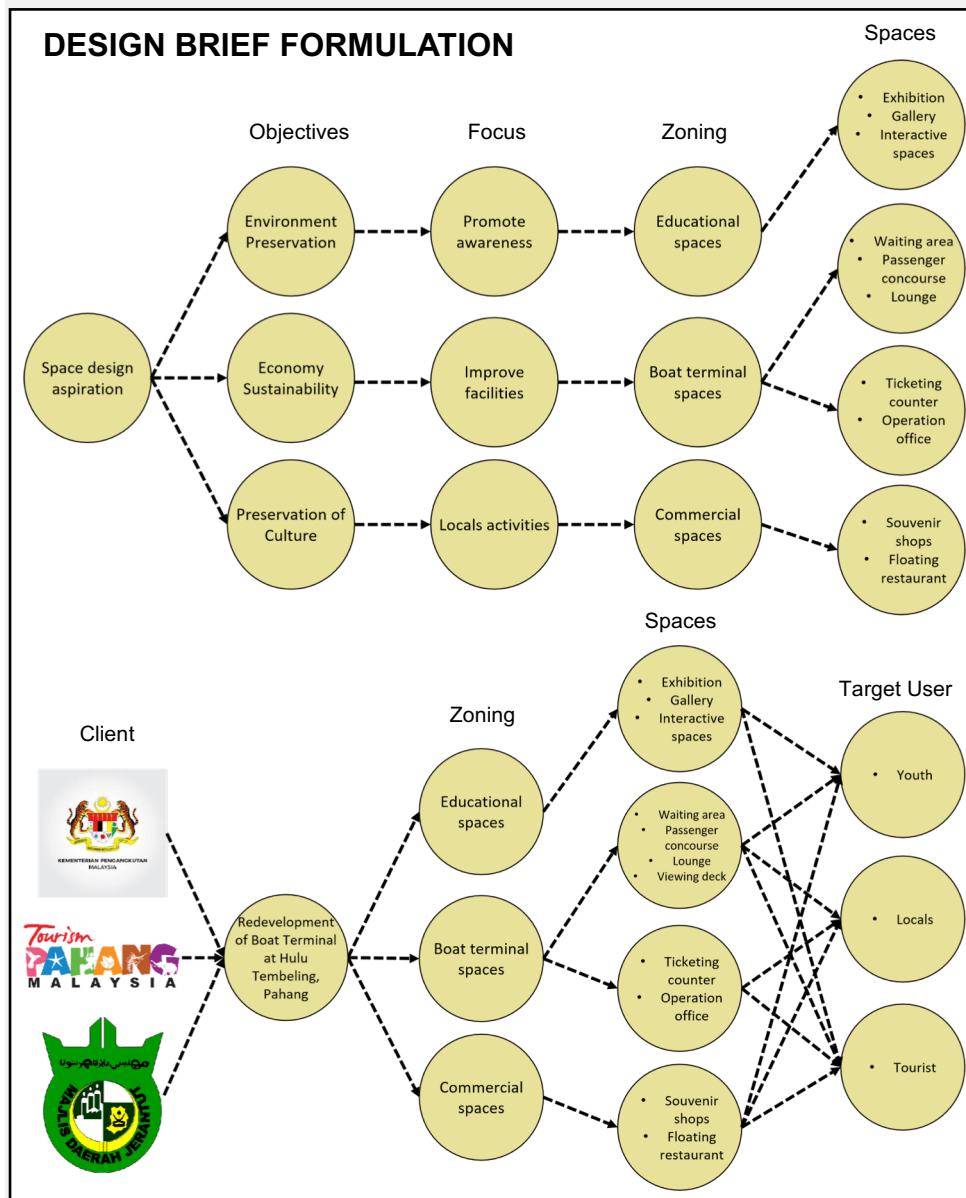 DESIGN BRIEF FORMULATION
Spaces
Objectives
Focus
Zoning
Space design
aspiration
Environment
Preservation
Promote
awareness
Educational
spaces
• Exhibition
• Gallery
• Interactive
spaces
Economy
Sustainability
Improve
facilities
Boat terminal
spaces
• Waiting area
• Passenger
concourse
• Lounge
• Ticketing
counter
• Operation
office
Preservation of
Culture
Locals activities
Commercial
spaces
• Souvenir
shops
• Floating
restaurant
Client
Zoning
Spaces
Target User
KEMENTERIAN PENGANGKUTAN
MALAYSIA
Tourism
PAHANG
MALAYSIA
MAJLIS DAERAH JERANTUT
Redevelopment
of Boat Terminal
at Hulu
Tembeling,
Pahang
Educational
spaces
Boat terminal
spaces
Commercial
spaces
• Exhibition
• Gallery
• Interactive
spaces
• Waiting area
• Passenger
concourse
• Lounge
• Viewing deck
• Ticketing
counter
• Operation
office
• Souvenir
shops
• Floating
restaurant
• Youth
• Locals
• Tourist